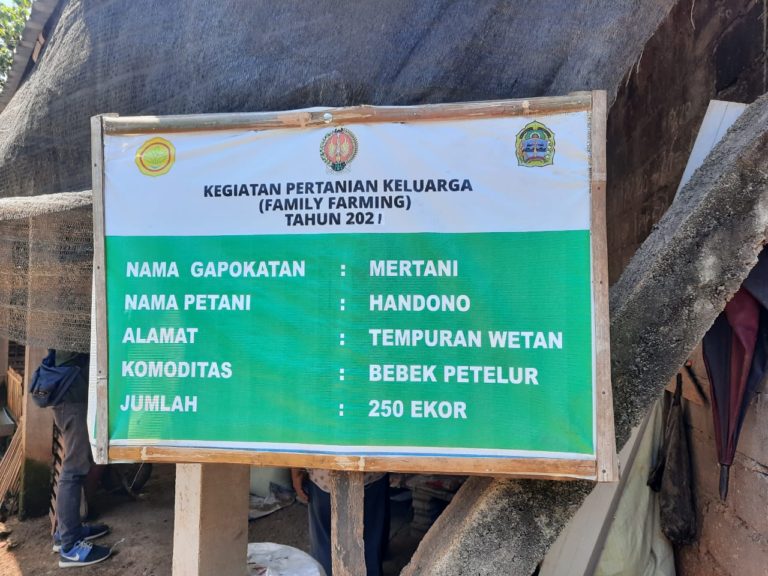 KEGIATAN PERTANIAN KELUARGA
(FAMILY FARMING)
TAHUN 2021
NAMA GAPOKATAN : MERTANI
NAMA PETANI : HANDONO
ALAMAT : TEMPURAN WETAN
KOMODITAS : BEBEK PETELUR
JUMLAH : 250 EKOR